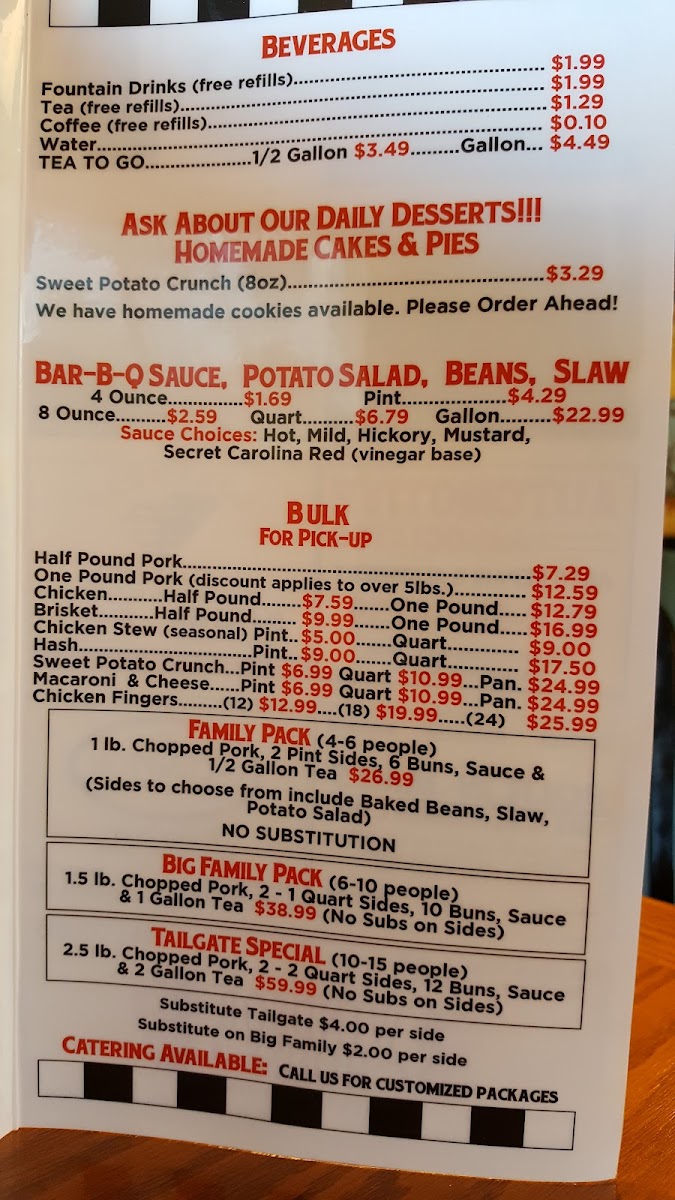 BEVERAGES
Fountain Drinks (free refills)................................................ $1.99
Tea (free refills)...................................................................... $1.99
Coffee (free refills)................................................................. $1.29
Water................................................................................... $0.10
TEA TO GO.....................1/2 Gallon $3.49.........Gallon... $4.49
ASK ABOUT OUR DAILY DESSERTS!!!
HOMEMADE CAKES & PIES
Sweet Potato Crunch (8oz)..................................................$3.29
We have homemade cookies available. Please Order Ahead!
BAR-B-Q SAUCE, POTATO SALAD, BEANS, SLAW
4 Ounce..............$1.69 Pint...................$4.29
8 Ounce.........$2.59 Quart.........$6.79 Gallon.........$22.99
Sauce Choices: Hot, Mild, Hickory, Mustard,
Secret Carolina Red (vinegar base)
BULK
FOR PICK-UP
Half Pound Pork....................................................................$7.29
One Pound Pork (discount applies to over 5lbs.)............. $12.59
Chicken..........Half Pound.......$7.59.......One Pound..... $12.79
Brisket..........Half Pound....... $9.99.......One Pound.....$16.99
Chicken Stew (seasonal) Pint..$5.00.......Quart............. $9.00
Hash..................................Pint..$9.00.......Quart............. $17.50
Sweet Potato Crunch...Pint $6.99 Quart $10.99...Pan. $24.99
Macaroni & Cheese......Pint $6.99 Quart $10.99...Pan. $24.99
Chicken Fingers.........(12) $12.99....(18) $19.99.....(24) $25.99
FAMILY PACK (4-6 people)
1 lb. Chopped Pork, 2 Pint Sides, 6 Buns, Sauce &
1/2 Gallon Tea $26.99
(Sides to choose from include Baked Beans, Slaw,
Potato Salad)
NO SUBSTITUTION
BIG FAMILY PACK (6-10 people)
1.5 lb. Chopped Pork, 2 - 1 Quart Sides, 10 Buns, Sauce
& 1 Gallon Tea $38.99 (No Subs on Sides)
TAILGATE SPECIAL (10-15 people)
2.5 lb. Chopped Pork, 2 - 2 Quart Sides, 12 Buns, Sauce
& 2 Gallon Tea $59.99 (No Subs on Sides)
Substitute Tailgate $4.00 per side
Substitute on Big Family $2.00 per side
CATERING AVAILABLE: CALL US FOR CUSTOMIZED PACKAGES